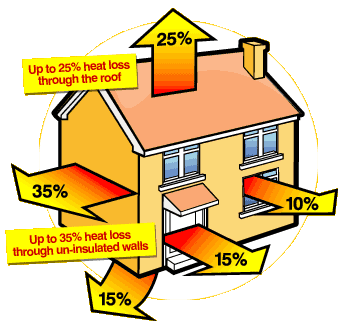 25%
Up to 25% heat loss
through the roof
35%
10%
Up to 35% heat loss
through un-insulated walls
15%
15%